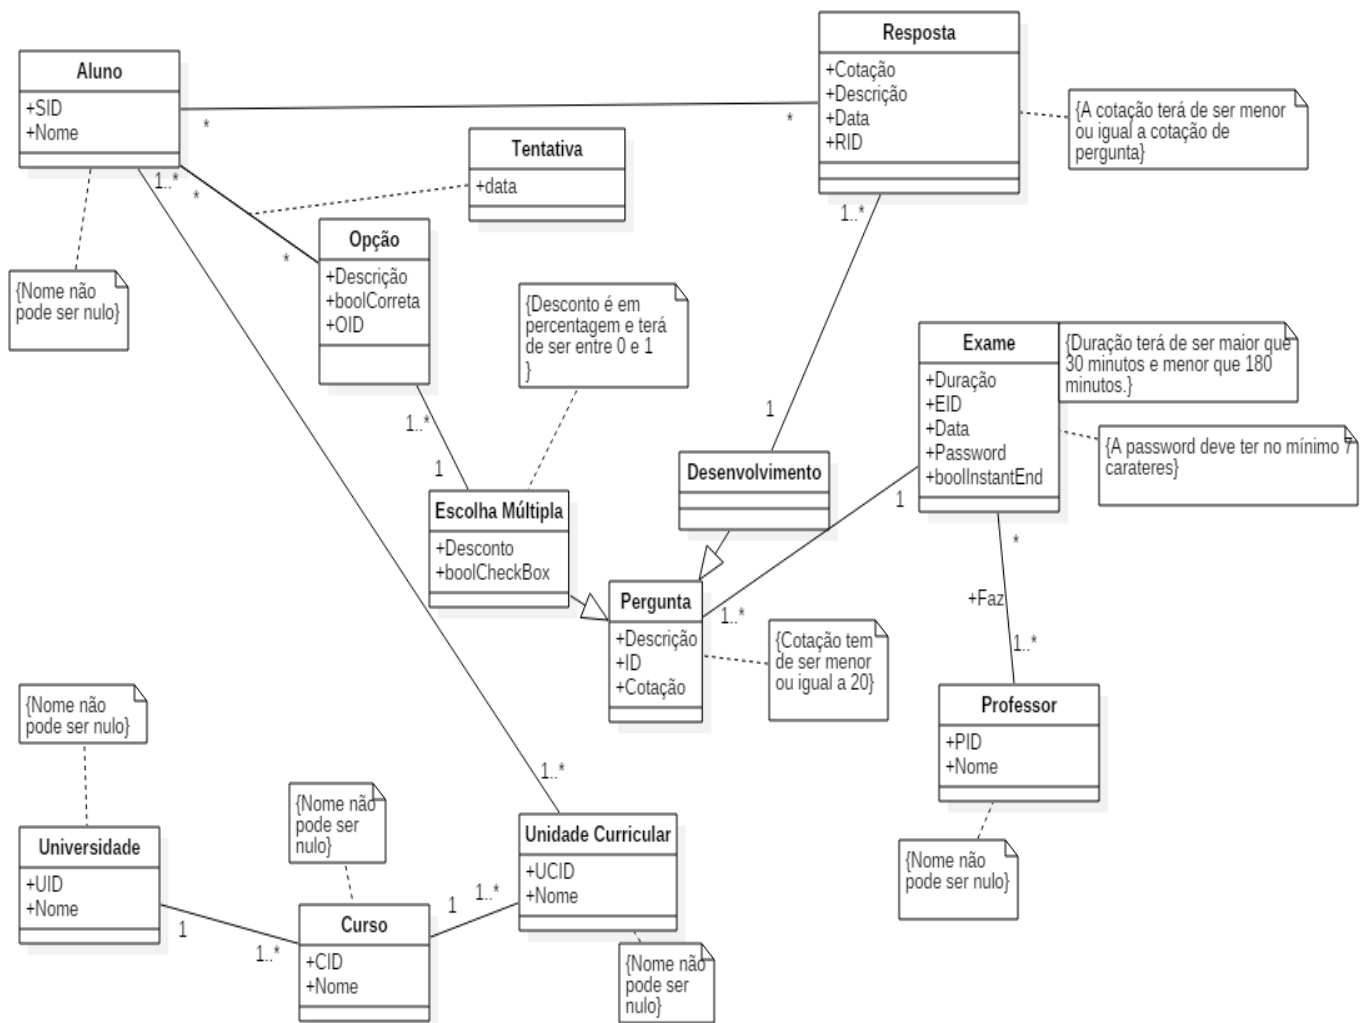 Aluno
+SID
+Nome
*
*
1..*
*
*
{Nome não
pode ser nulo}
Tentativa
+data
Resposta
+Cotação
+Descrição
+Data
+RID
{A cotação terá de ser menor
ou igual a cotação de
pergunta}
1..*
1
Opção
+Descrição
+boolCorreta
+OID
1..*
1
{Desconto é em
percentagem e terá
de ser entre 0 e 1
}
Escolha Múltipla
+Desconto
+boolCheckBox
Desenvolvimento
Exame
+Duração
+EID
+Data
+Password
+boolInstantEnd
{Duração terá de ser maior que
30 minutos e menor que 180
minutos.}
{A password deve ter no mínimo 7
carateres}
1
1..*
*
+Faz
1..*
Pergunta
+Descrição
+ID
+Cotação
{Cotação tem
de ser menor
ou igual a 20}
Professor
+PID
+Nome
{Nome não
pode ser nulo}
{Nome não
pode ser nulo}
Universidade
+UID
+Nome
1
1..*
{Nome não
pode ser
nulo}
Curso
+CID
+Nome
1
1..*
1..*
Unidade Curricular
+UCID
+Nome
{Nome não
pode ser
nulo}